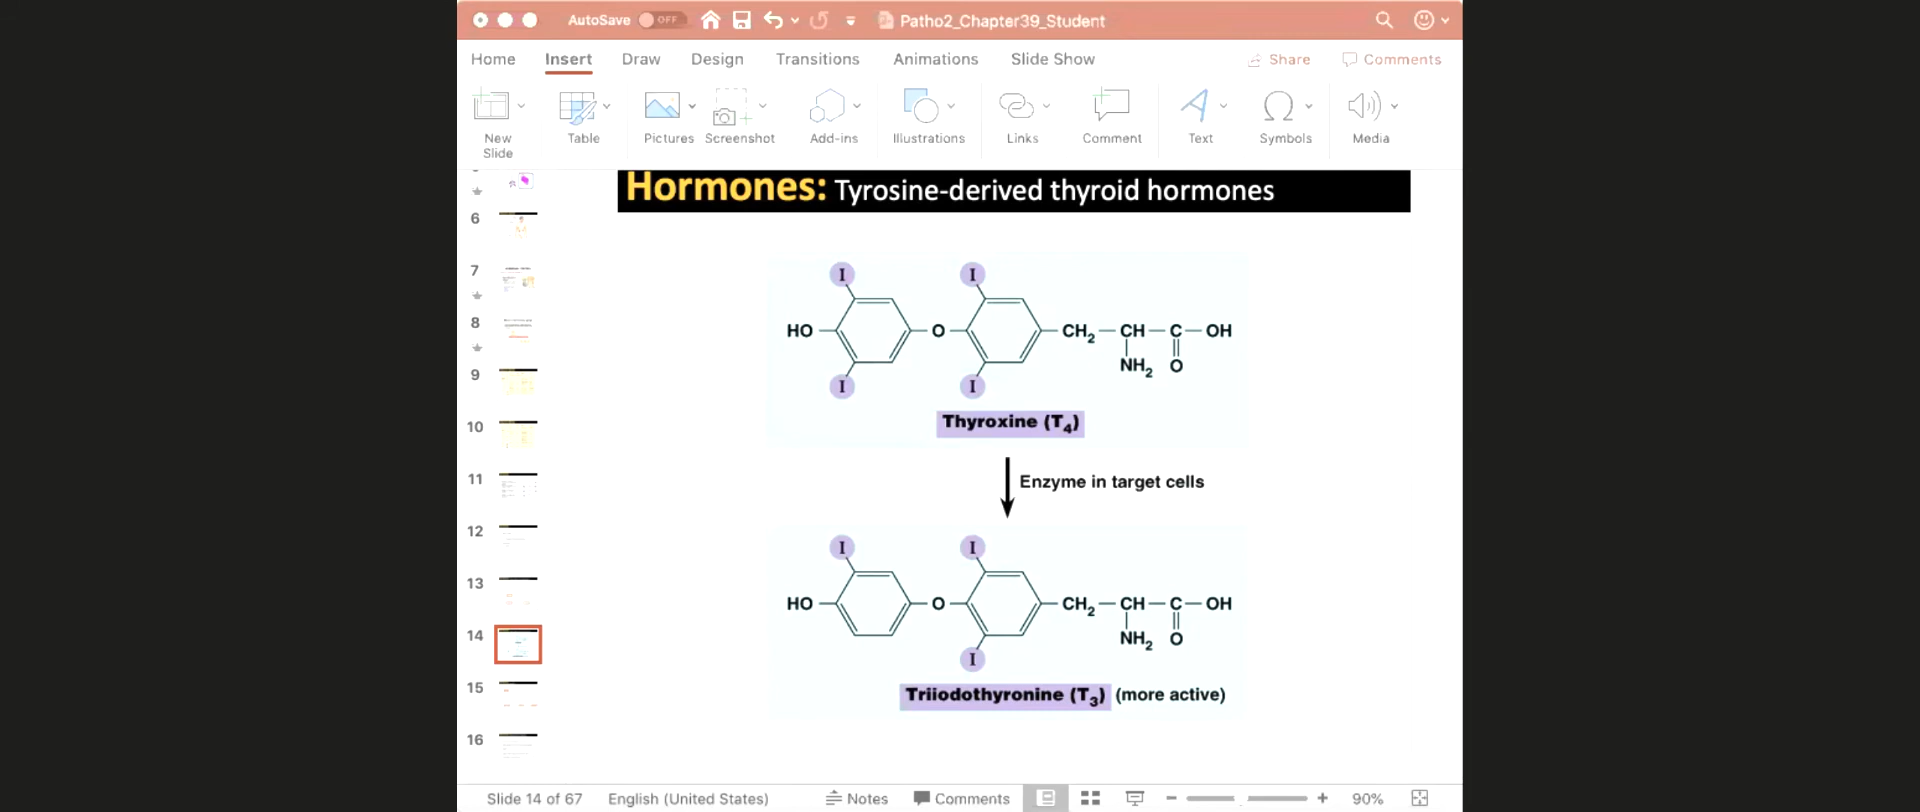 AutoSave OFF Patho2_Chapter39_Student
Home Insert Draw Design Transitions Animations Slide Show Share Comments
New Slide Table Pictures Screenshot Add-ins Illustrations Links Comment Text Symbols Media
Hormones: Tyrosine-derived thyroid hormones
6
7
8
9
10
11
12
13
14
15
16
I I
HO O CH2 CH C OH
NH2 O
I I
Thyroxine (T4)
Enzyme in target cells
I I
HO O CH2 CH C OH
NH2 O
I
Triiodothyronine (T3) (more active)
Slide 14 of 67 English (United States) Notes Comments 90%